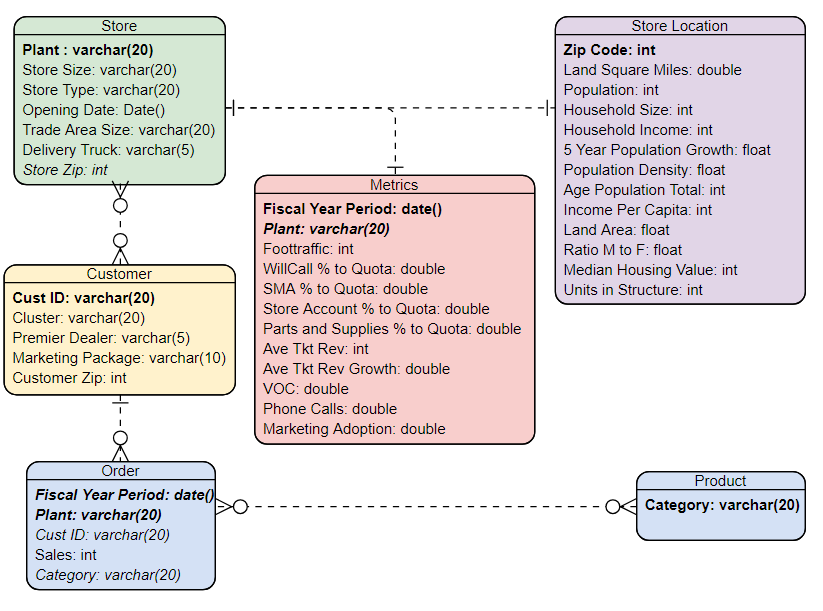 Store
Plant : varchar(20)
Store Size: varchar(20)
Store Type: varchar(20)
Opening Date: Date()
Trade Area Size: varchar(20)
Delivery Truck: varchar(5)
Store Zip: int
Store Location
Zip Code: int
Land Square Miles: double
Population: int
Household Size: int
Household Income: int
5 Year Population Growth: float
Population Density: float
Age Population Total: int
Income Per Capita: int
Land Area: float
Ratio M to F: float
Median Housing Value: int
Units in Structure: int
Metrics
Fiscal Year Period: date()
Plant: varchar(20)
Foottraffic: int
WillCall % to Quota: double
SMA % to Quota: double
Store Account % to Quota: double
Parts and Supplies % to Quota: double
Ave Tkt Rev: int
Ave Tkt Rev Growth: double
VOC: double
Phone Calls: double
Marketing Adoption: double
Customer
Cust ID: varchar(20)
Cluster: varchar(20)
Premier Dealer: varchar(5)
Marketing Package: varchar(10)
Customer Zip: int
Order
Fiscal Year Period: date()
Plant: varchar(20)
Cust ID: varchar(20)
Sales: int
Category: varchar(20)
Product
Category: varchar(20)